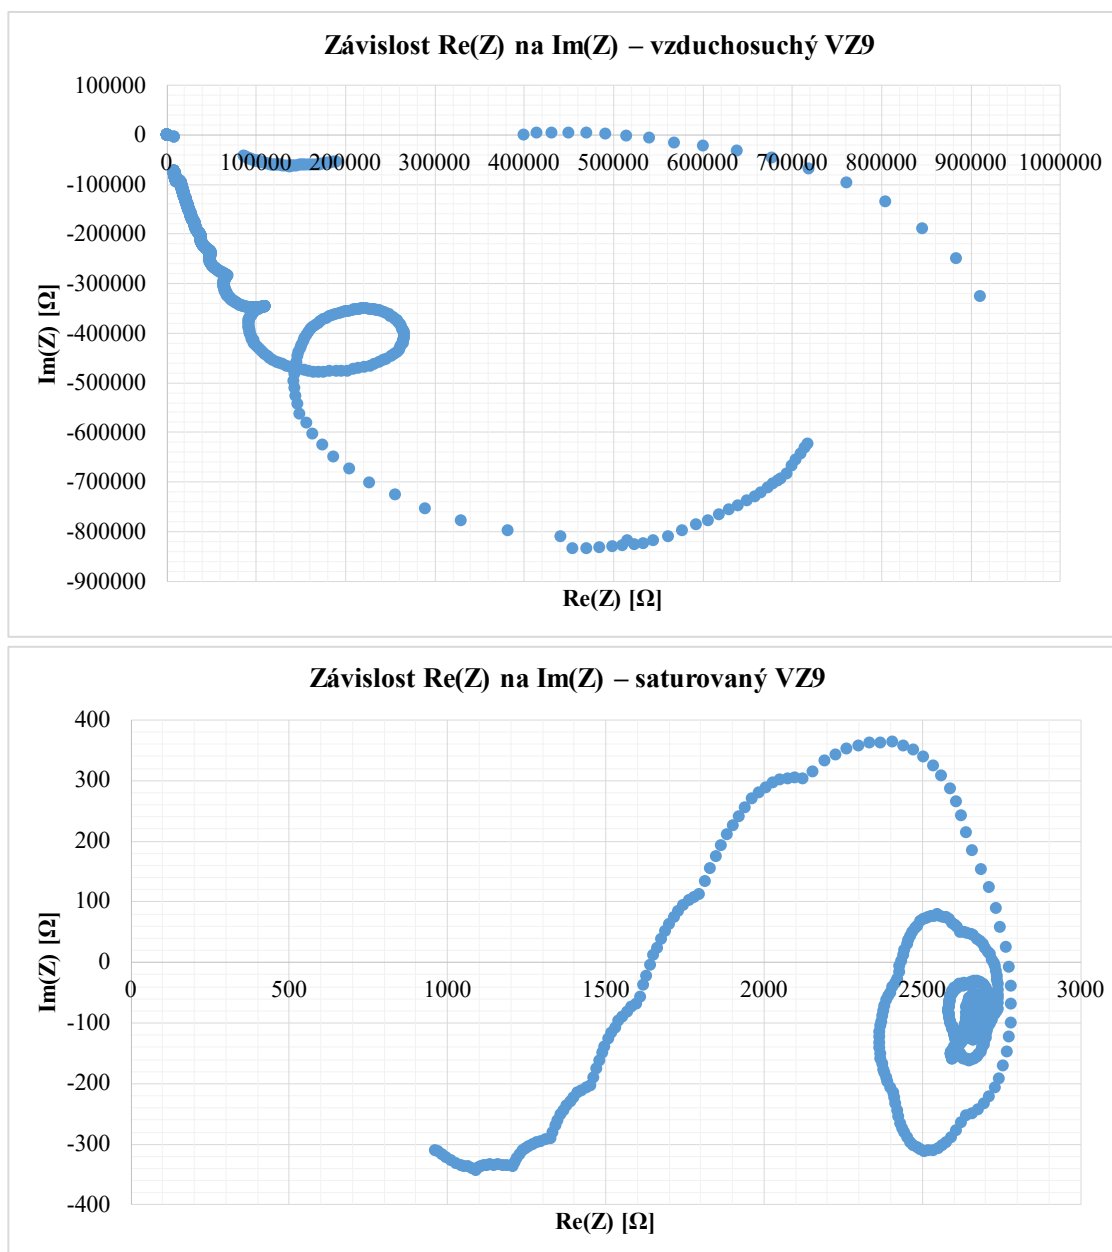 Závislost Re(Z) na Im(Z) – vzduchosuchý VZ9
100000
0
-100000
-200000
-300000
-400000
-500000
-600000
-700000
-800000
-900000
0 100000 200000 300000 400000 500000 600000 700000 800000 900000 1000000
Im(Z) [Ω]
Re(Z) [Ω]
Závislost Re(Z) na Im(Z) – saturovaný VZ9
400
300
200
100
0
-100
-200
-300
-400
0 500 1000 1500 2000 2500 3000
Im(Z) [Ω]
Re(Z) [Ω]